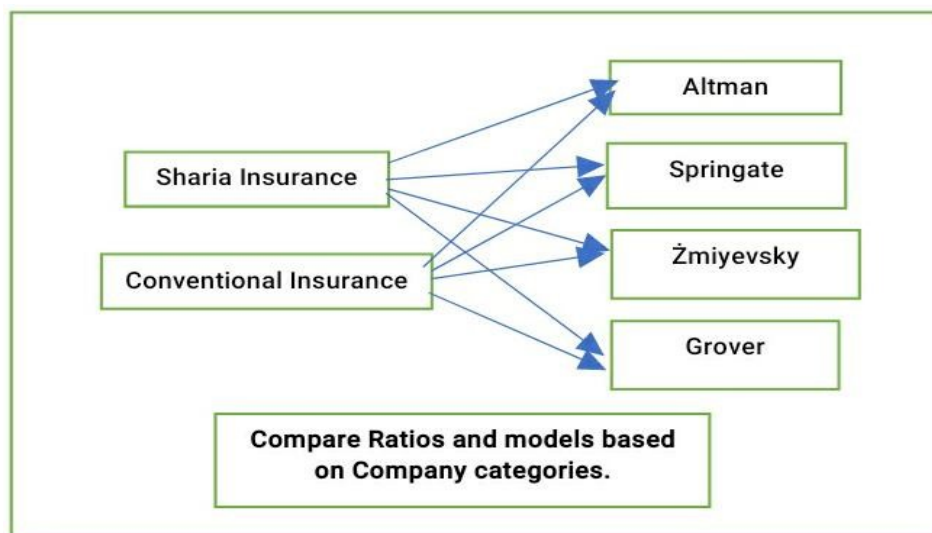 Altman
Sharia Insurance
Springate
Żmiyevsky
Conventional Insurance
Grover
Compare Ratios and models based
on Company categories.